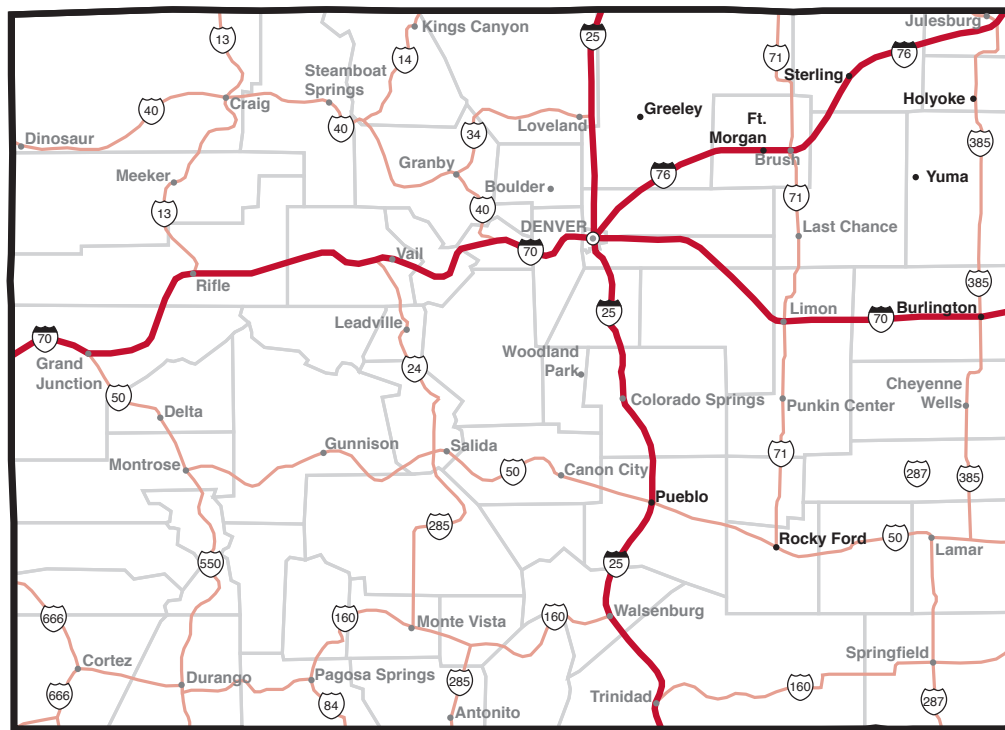 Julesburg
13
25
Kings Canyon
71
76
14
Steamboat
Springs
Sterling
40
Craig
Holyoke
Greeley
Loveland
Ft.
Morgan
40
34
Dinosaur
385
Brush
Granby
Meeker
76
Yuma
Boulder
71
13
40
DENVER
Last Chance
70
Vail
Rifle
385
25
Limon
70
Burlington
Leadville
70
Grand
Junction
Woodland
Park
24
50
Colorado Springs
Punkin Center
Cheyenne
Wells
Delta
Gunnison
Salida
71
Montrose
50
Canon City
287
385
Pueblo
285
Rocky Ford
50
Lamar
550
25
666
160
Monte Vista
160
Walsenburg
Cortez
Springfield
Durango
Pagosa Springs
285
160
666
84
Antonito
Trinidad
287